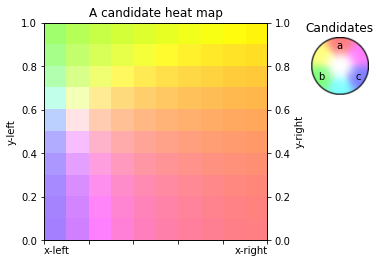 A candidate heat map
Candidates
a
b c
1.0 1.0
0.8 0.8
0.6 0.6
y-left y-right
0.4 0.4
0.2 0.2
0.0 0.0
x-left x-right